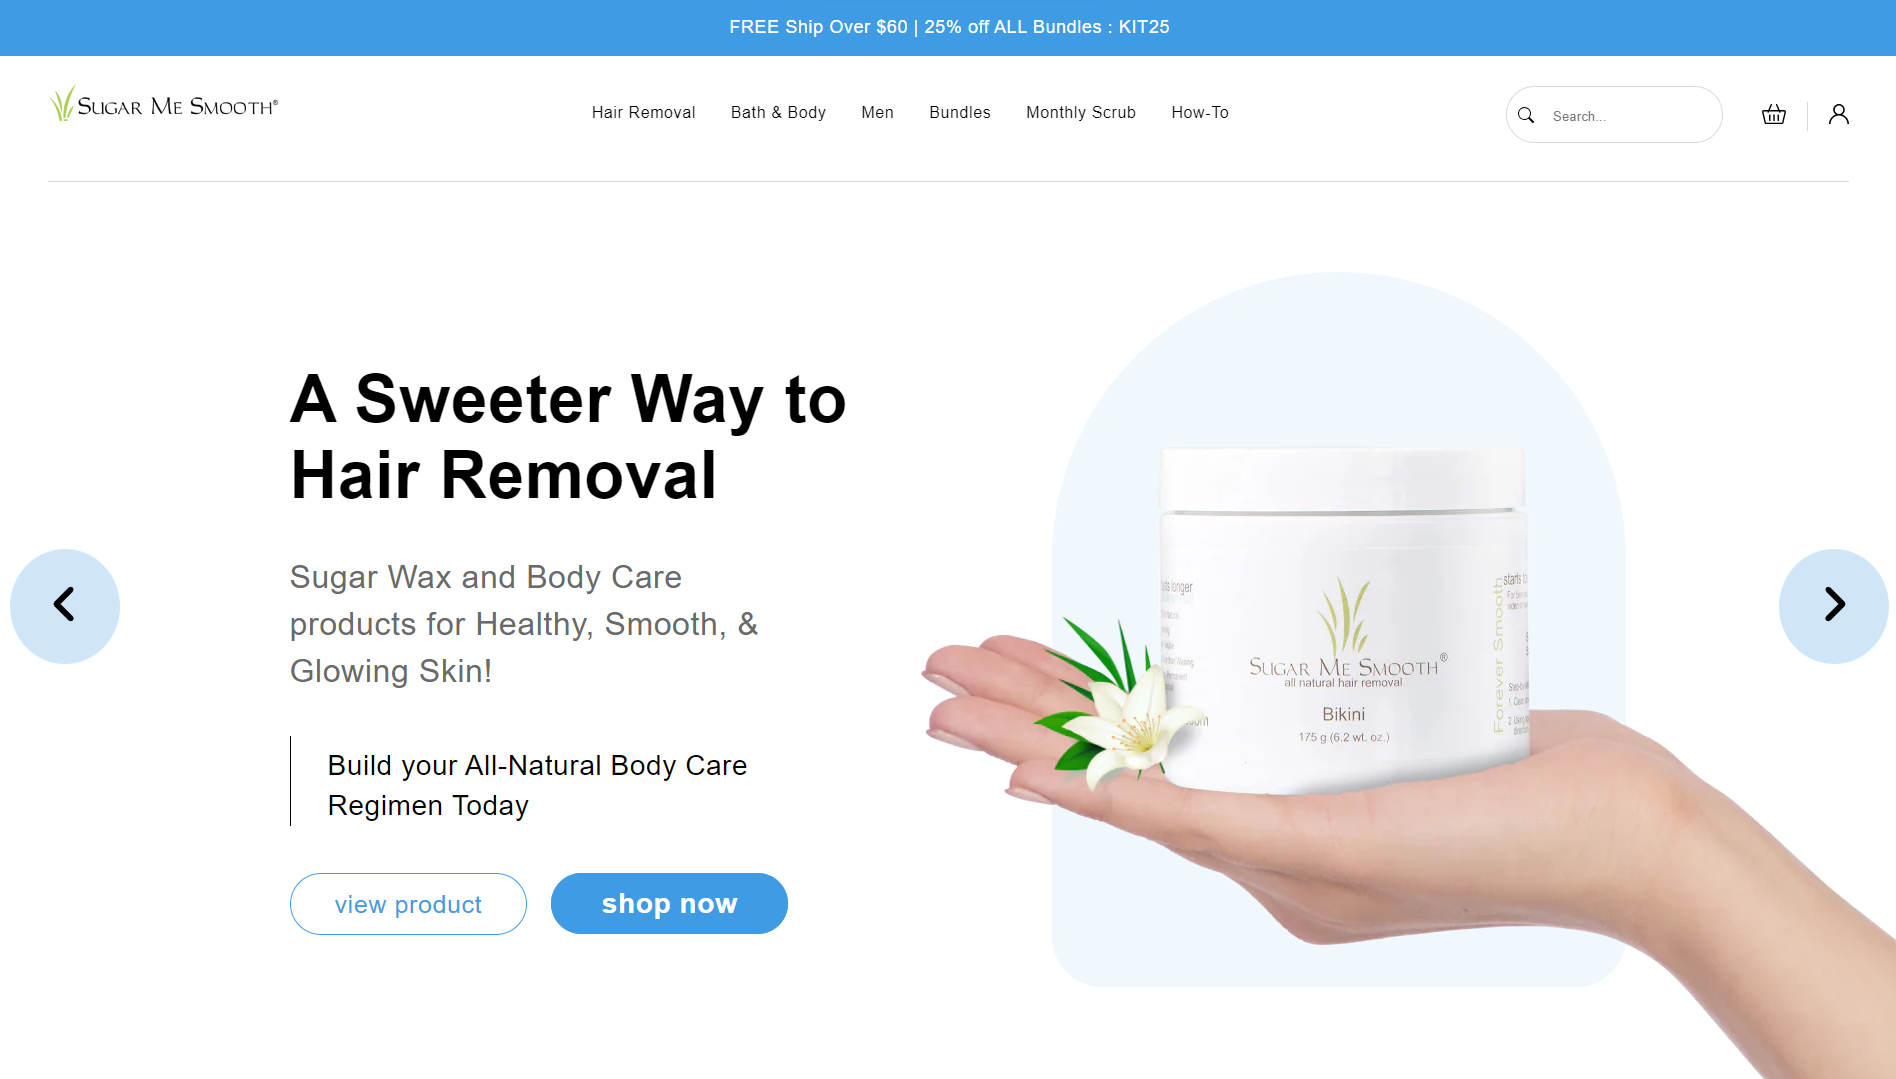 FREE Ship Over $60 | 25% off ALL Bundles : KIT25
SUGAR ME SMOOTH®
Hair Removal
Bath & Body
Men
Bundles
Monthly Scrub
How-To
Search...
A Sweeter Way to
Hair Removal
Sugar Wax and Body Care
products for Healthy, Smooth, &
Glowing Skin!
Build your All-Natural Body Care
Regimen Today
view product
shop now
longer
SUGAR ME SMOOTH®
all natural hair removal
Bikini
175 g (6.2 wt. oz.)
Forever Smooth
starts